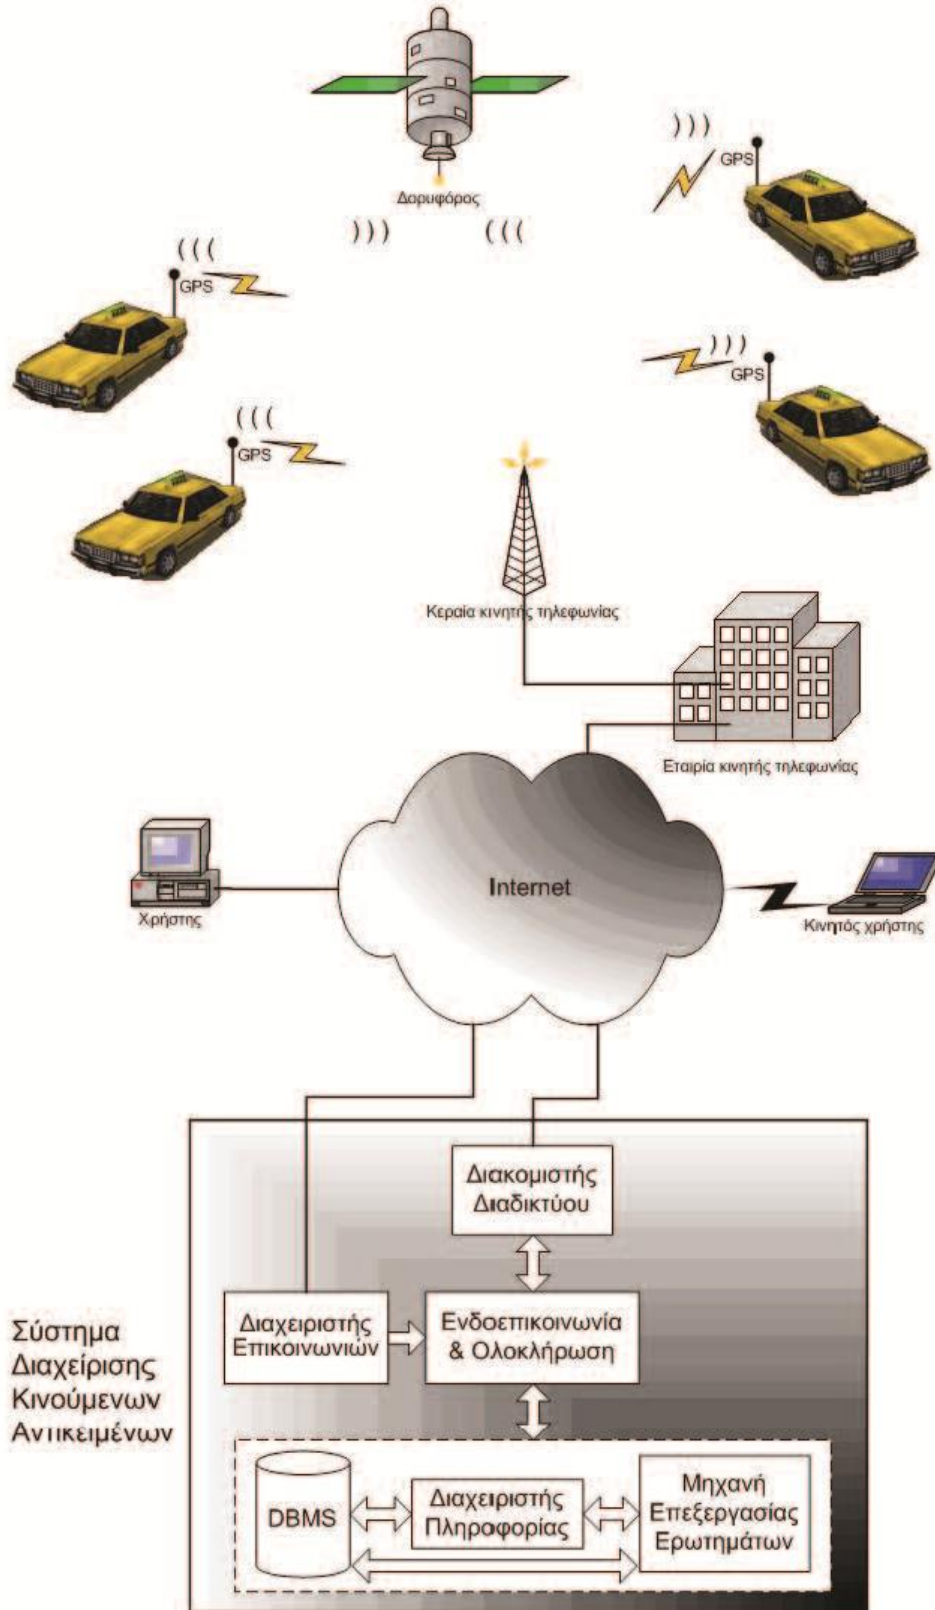 Δορυφόρος
GPS
GPS
GPS
GPS
Κεραία κινητής τηλεφωνίας
Εταιρία κινητής τηλεφωνίας
Internet
Χρήστης
Κινητός χρήστης
Διακομιστής
Διαδικτύου
Διαχειριστής
Επικοινωνιών
Ενδοεπικοινωνία
& Ολοκλήρωση
Σύστημα
Διαχείρισης
Κινούμενων
Αντικειμένων
DBMS
Διαχειριστής
Πληροφορίας
Μηχανή
Επεξεργασίας
Ερωτημάτων